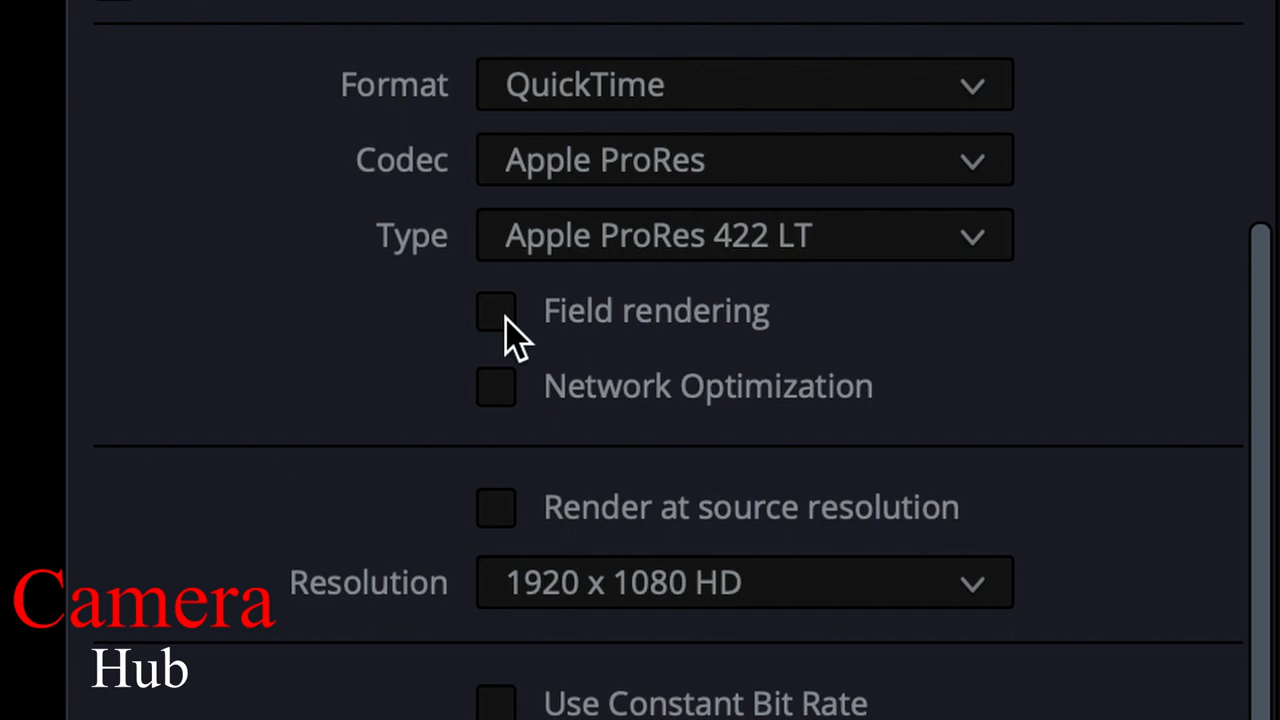 Format QuickTime
Codec Apple ProRes
Type Apple ProRes 422 LT
Field rendering
Network Optimization
Render at source resolution
Resolution 1920 x 1080 HD
Use Constant Bit Rate
Camera
Hub